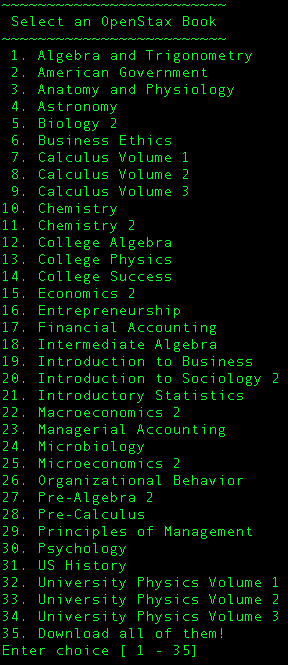 ~~~~~~~~~~~~~~~~~~~~~~~~~
Select an OpenStax Book
~~~~~~~~~~~~~~~~~~~~~~~~~
1. Algebra and Trigonometry
2. American Government
3. Anatomy and Physiology
4. Astronomy
5. Biology 2
6. Business Ethics
7. Calculus Volume 1
8. Calculus Volume 2
9. Calculus Volume 3
10. Chemistry
11. Chemistry 2
12. College Algebra
13. College Physics
14. College Success
15. Economics 2
16. Entrepreneurship
17. Financial Accounting
18. Intermediate Algebra
19. Introduction to Business
20. Introduction to Sociology 2
21. Introductory Statistics
22. Macroeconomics 2
23. Managerial Accounting
24. Microbiology
25. Microeconomics 2
26. Organizational Behavior
27. Pre-Algebra 2
28. Pre-Calculus
29. Principles of Management
30. Psychology
31. US History
32. University Physics Volume 1
33. University Physics Volume 2
34. University Physics Volume 3
35. Download all of them!
Enter choice [ 1 - 35]